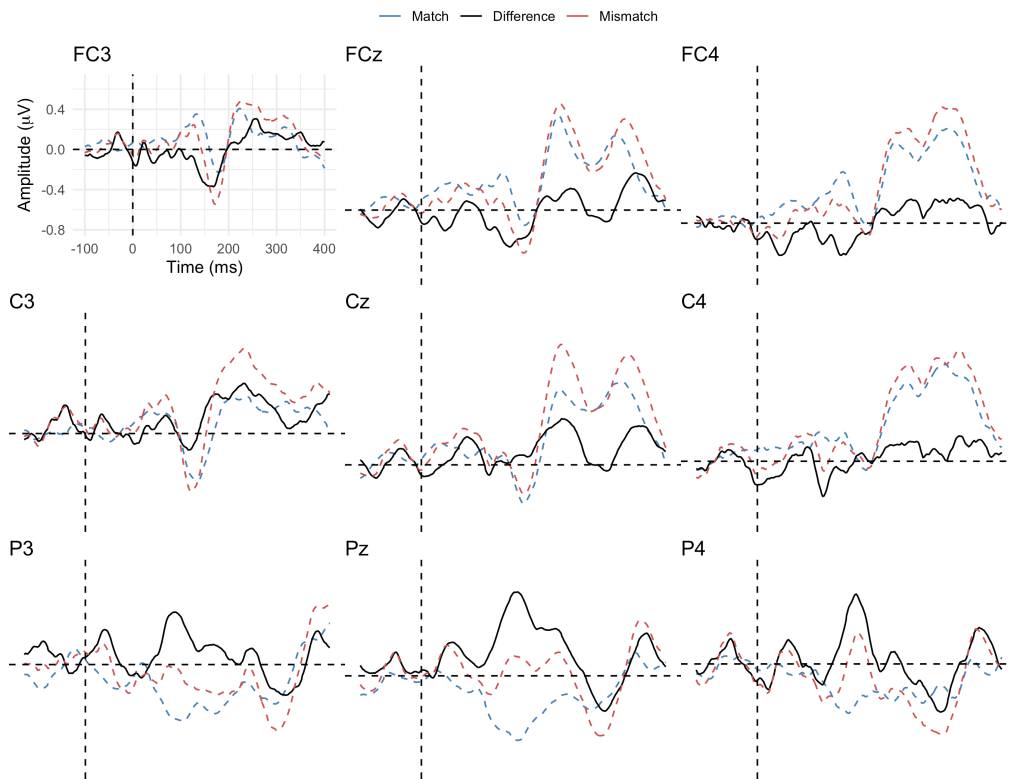 Match Difference Mismatch
FC3 FCz FC4
Amplitude (μV)
0.4
0.0
-0.4
-0.8
-100 0 100 200 300 400
Time (ms)
C3 Cz C4
P3 Pz P4